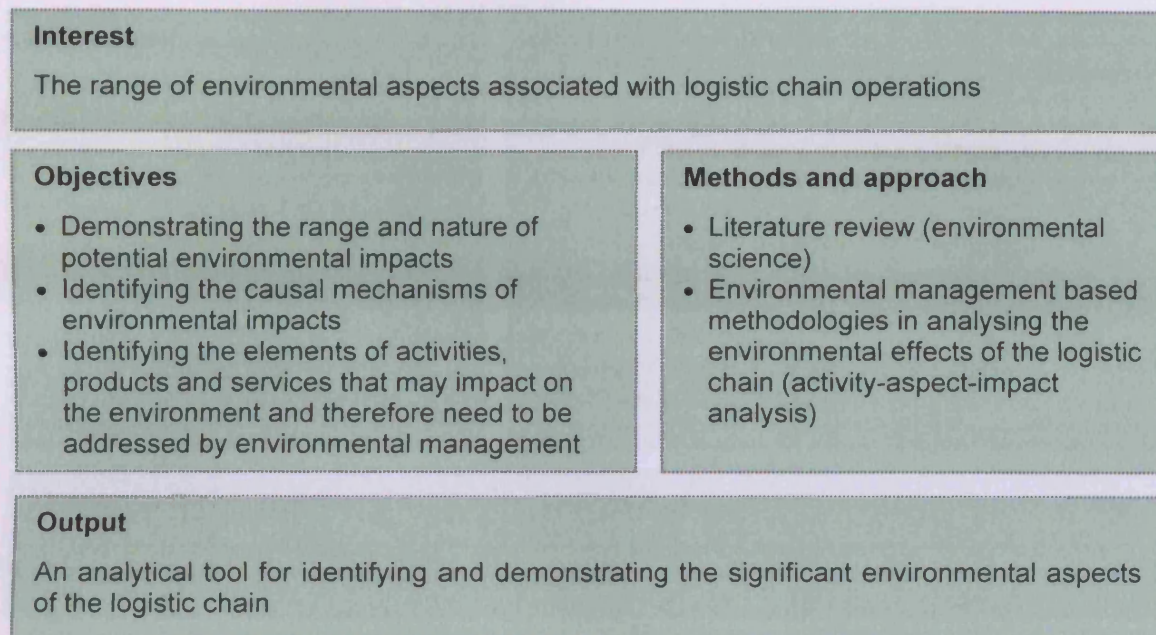 Interest
The range of environmental aspects associated with logistic chain operations
Objectives
• Demonstrating the range and nature of
potential environmental impacts
• Identifying the causal mechanisms of
environmental impacts
• Identifying the elements of activities,
products and services that may impact on
the environment and therefore need to be
addressed by environmental management
Methods and approach
• Literature review (environmental
science)
• Environmental management based
methodologies in analysing the
environmental effects of the logistic
chain (activity-aspect-impact
analysis)
Output
An analytical tool for identifying and demonstrating the significant environmental aspects
of the logistic chain